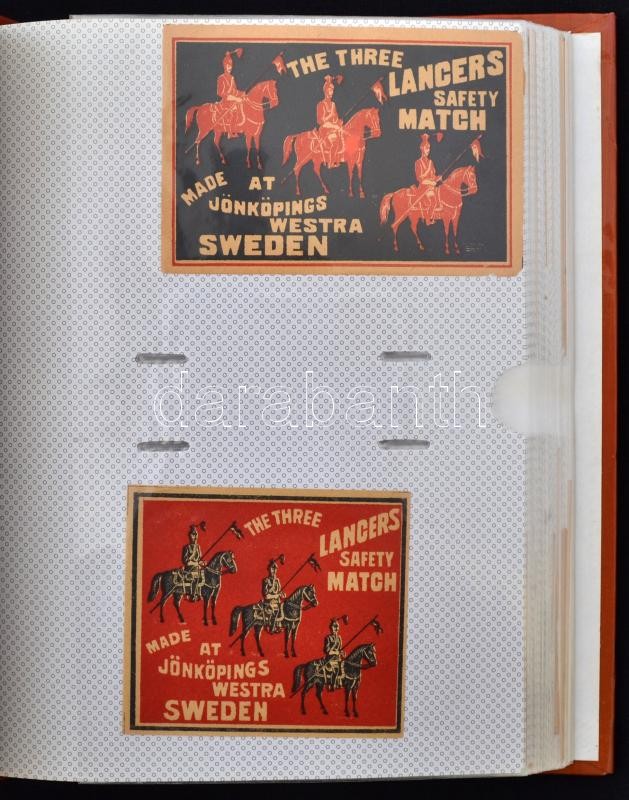 THE THREE
LANCERS
SAFETY
MATCH
MADE AT
JÖNKÖPINGS
WESTRA
SWEDEN
darabanth
THE THREE
LANCERS
SAFETY
MATCH
MADE AT
JÖNKÖPINGS
WESTRA
SWEDEN